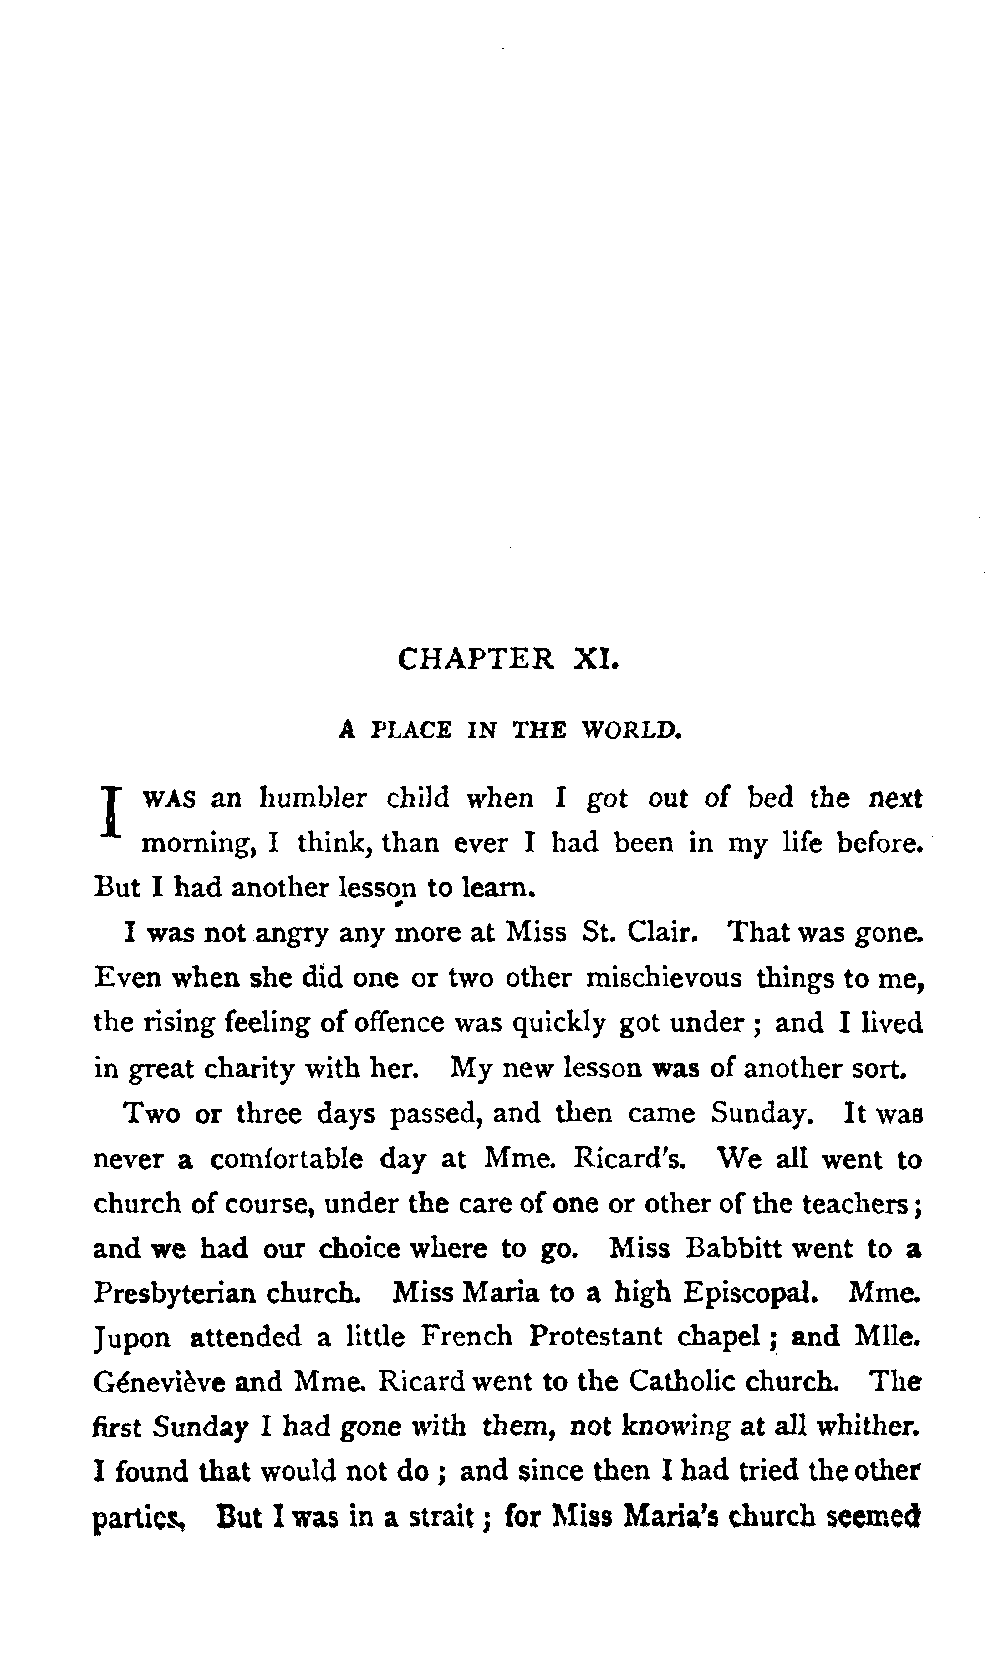 CHAPTER XI.
A PLACE IN THE WORLD.
I WAS an humbler child when I got out of bed the next
morning, I think, than ever I had been in my life before.
But I had another lesson to learn.
I was not angry any more at Miss St. Clair. That was gone.
Even when she did one or two other mischievous things to me,
the rising feeling of offence was quickly got under ; and I lived
in great charity with her. My new lesson was of another sort.
Two or three days passed, and then came Sunday. It was
never a comfortable day at Mme. Ricard's. We all went to
church of course, under the care of one or other of the teachers ;
and we had our choice where to go. Miss Babbitt went to a
Presbyterian church. Miss Maria to a high Episcopal. Mme.
Jupon attended a little French Protestant chapel ; and Mlle.
Géneviève and Mme. Ricard went to the Catholic church. The
first Sunday I had gone with them, not knowing at all whither.
I found that would not do ; and since then I had tried the other
parties. But I was in a strait ; for Miss Maria's church seemed